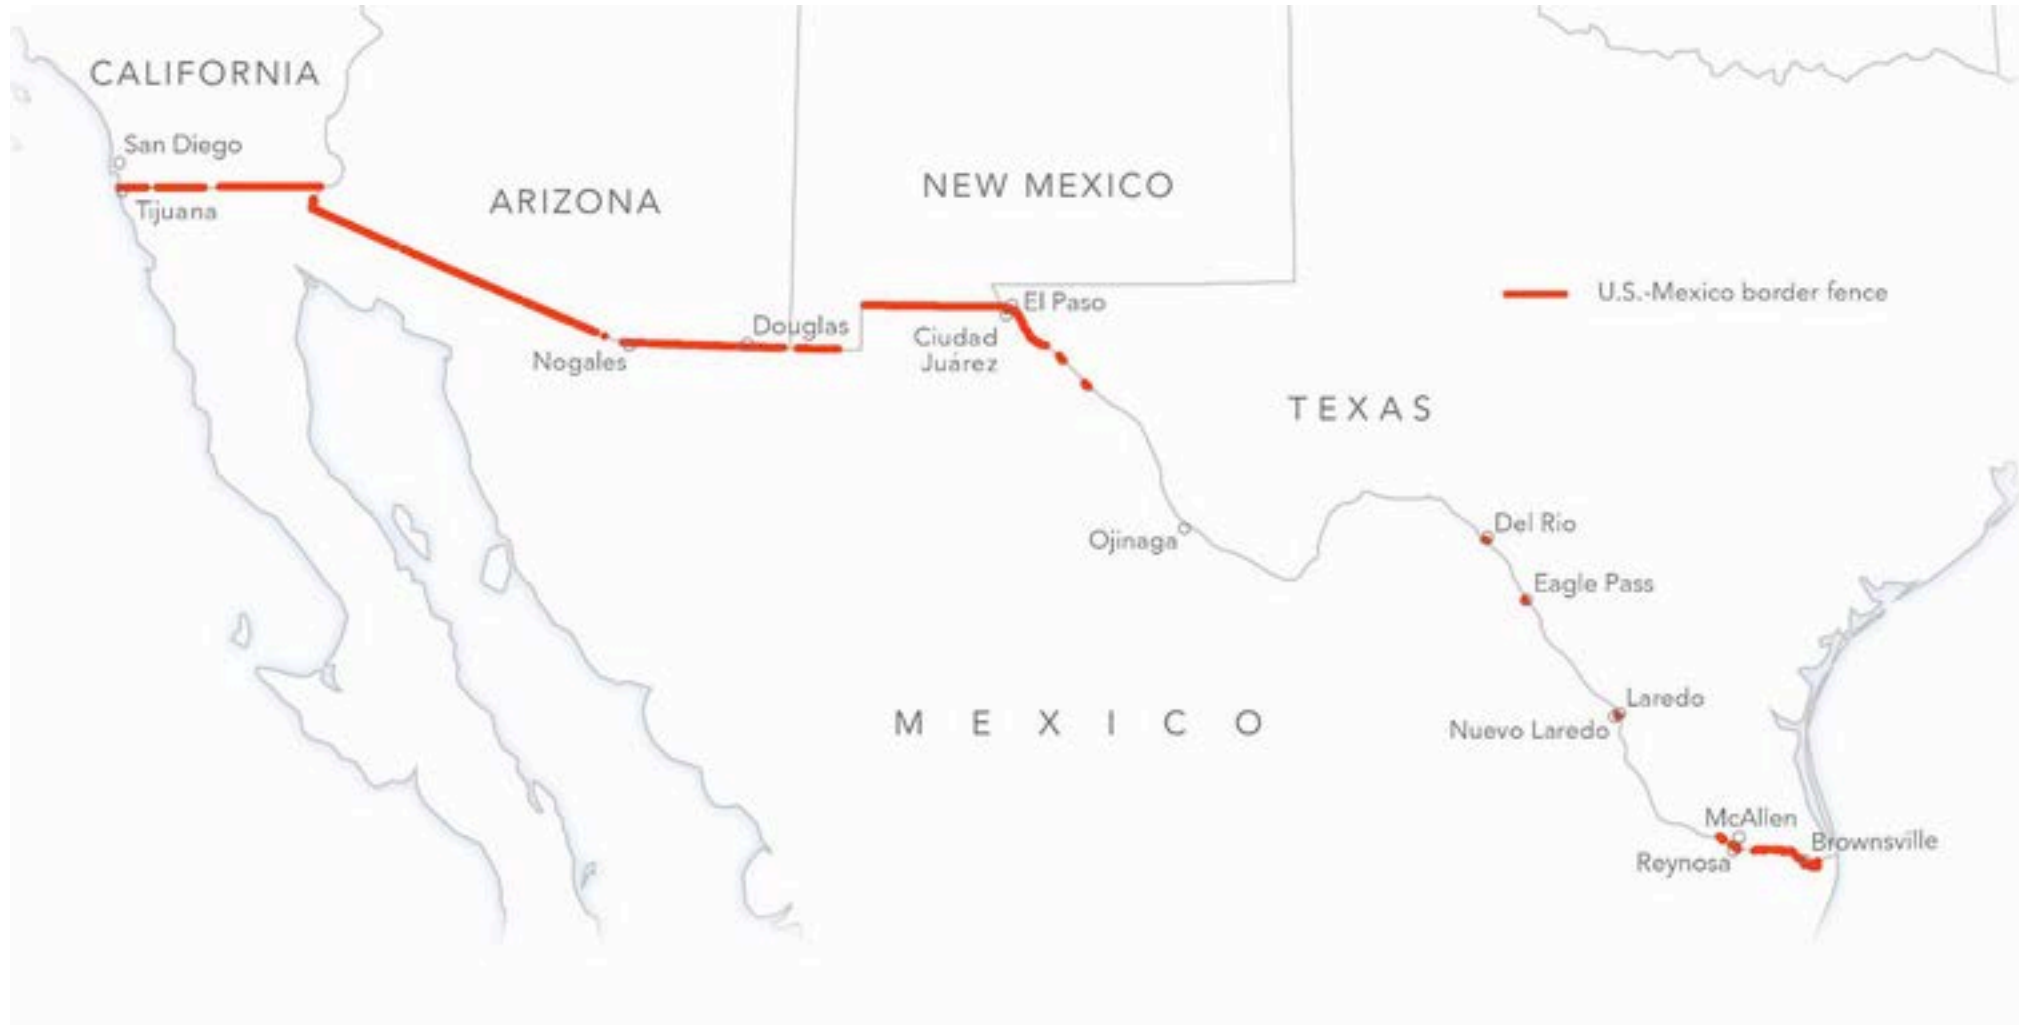 CALIFORNIA
San Diego
Tijuana
ARIZONA
NEW MEXICO
U.S.-Mexico border fence
El Paso
Douglas
Ciudad
Juárez
Nogales
TEXAS
Del Rio
Ojinaga
Eagle Pass
Laredo
Nuevo Laredo
MEXICO
McAllen
Brownsville
Reynosa